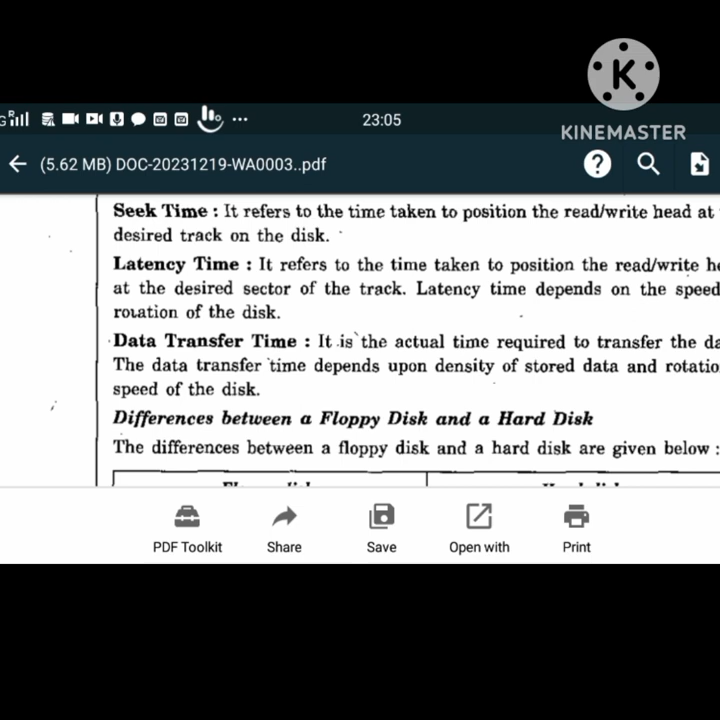 K
KINEMASTER
23:05
(5.62 MB) DOC-20231219-WA0003..pdf
Seek Time : It refers to the time taken to position the read/write head at
desired track on the disk.
Latency Time : It refers to the time taken to position the read/write he
at the desired sector of the track. Latency time depends on the speed
rotation of the disk.
Data Transfer Time : It is the actual time required to transfer the da
The data transfer time depends upon density of stored data and rotatio
speed of the disk.
Differences between a Floppy Disk and a Hard Disk
The differences between a floppy disk and a hard disk are given below :
PDF Toolkit Share Save Open with Print